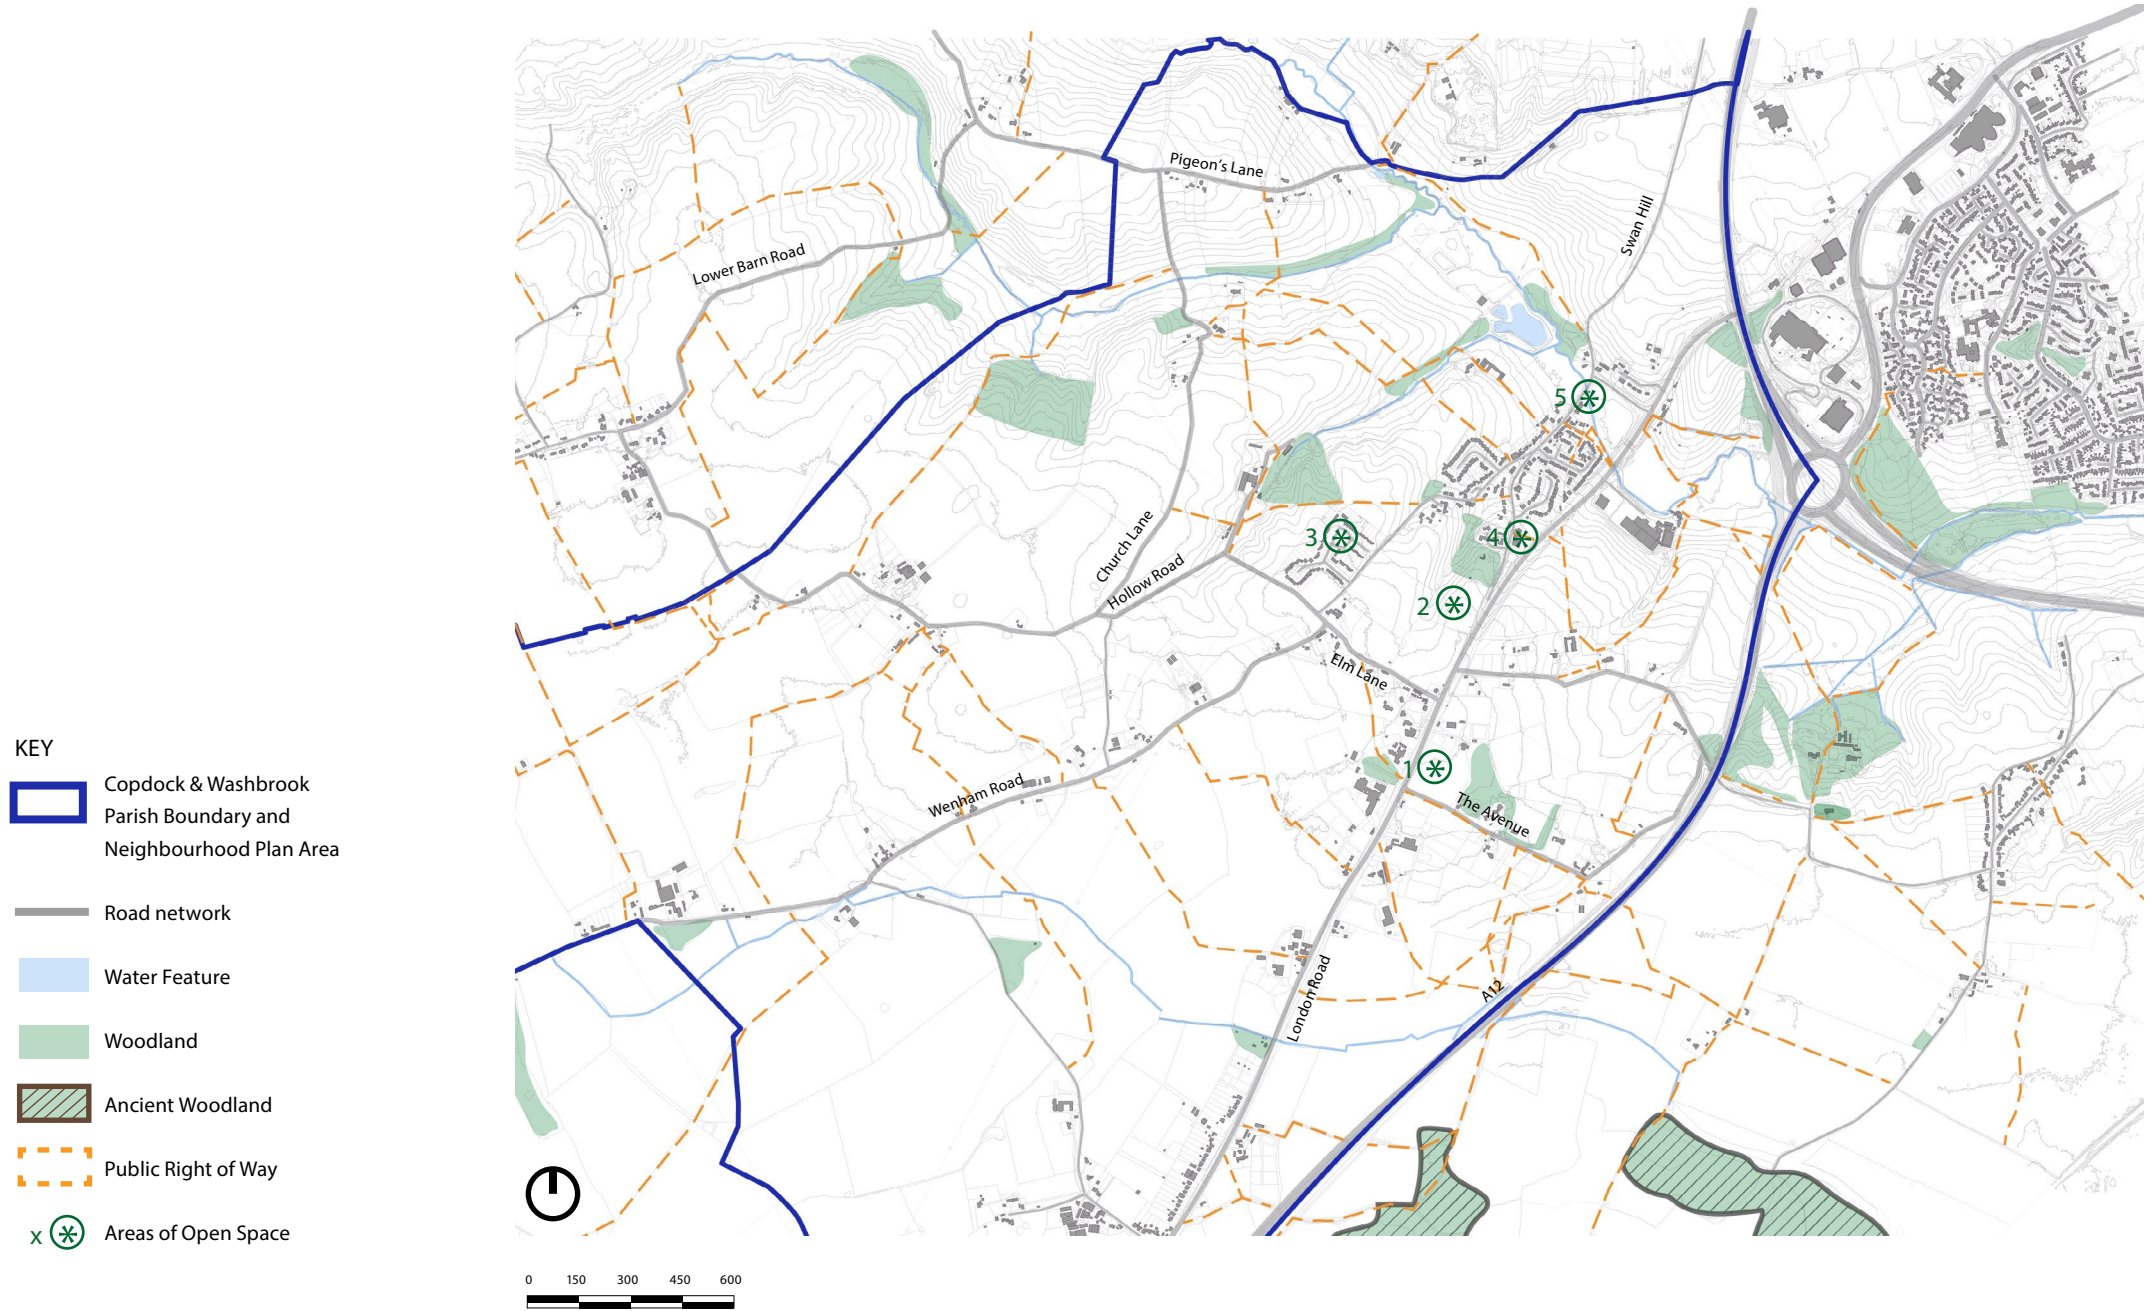 Pigeon's Lane
Swan Hill
Lower Barn Road
5
Church Lane
Hollow Road
3
4
2
Elm Lane
1
The Avenue
Wenham Road
London Road
A12
KEY
Copdock & Washbrook
Parish Boundary and
Neighbourhood Plan Area
Road network
Water Feature
Woodland
Ancient Woodland
Public Right of Way
x Areas of Open Space
0 150 300 450 600